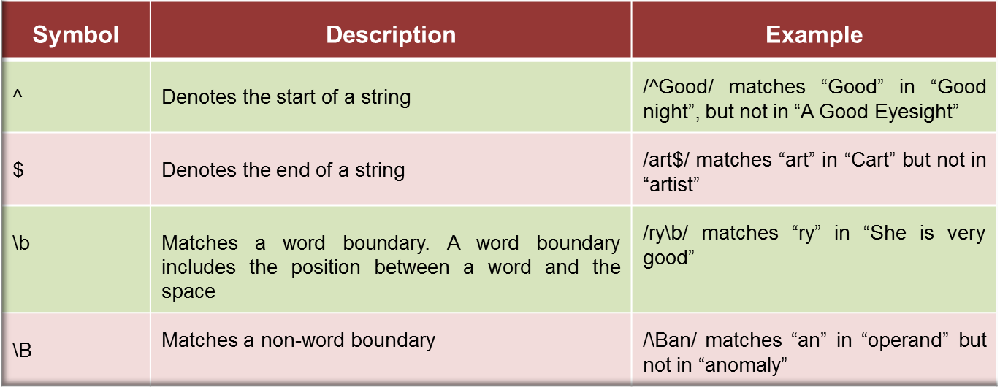 Symbol Description Example
^ Denotes the start of a string /^Good/ matches “Good” in “Good
night”, but not in “A Good Eyesight”
$ Denotes the end of a string /art$/ matches “art” in “Cart” but not in
“artist”
\b Matches a word boundary. A word boundary
includes the position between a word and the
space
/ry\b/ matches “ry” in “She is very
good”
\B Matches a non-word boundary /\Ban/ matches “an” in “operand” but
not in “anomaly”